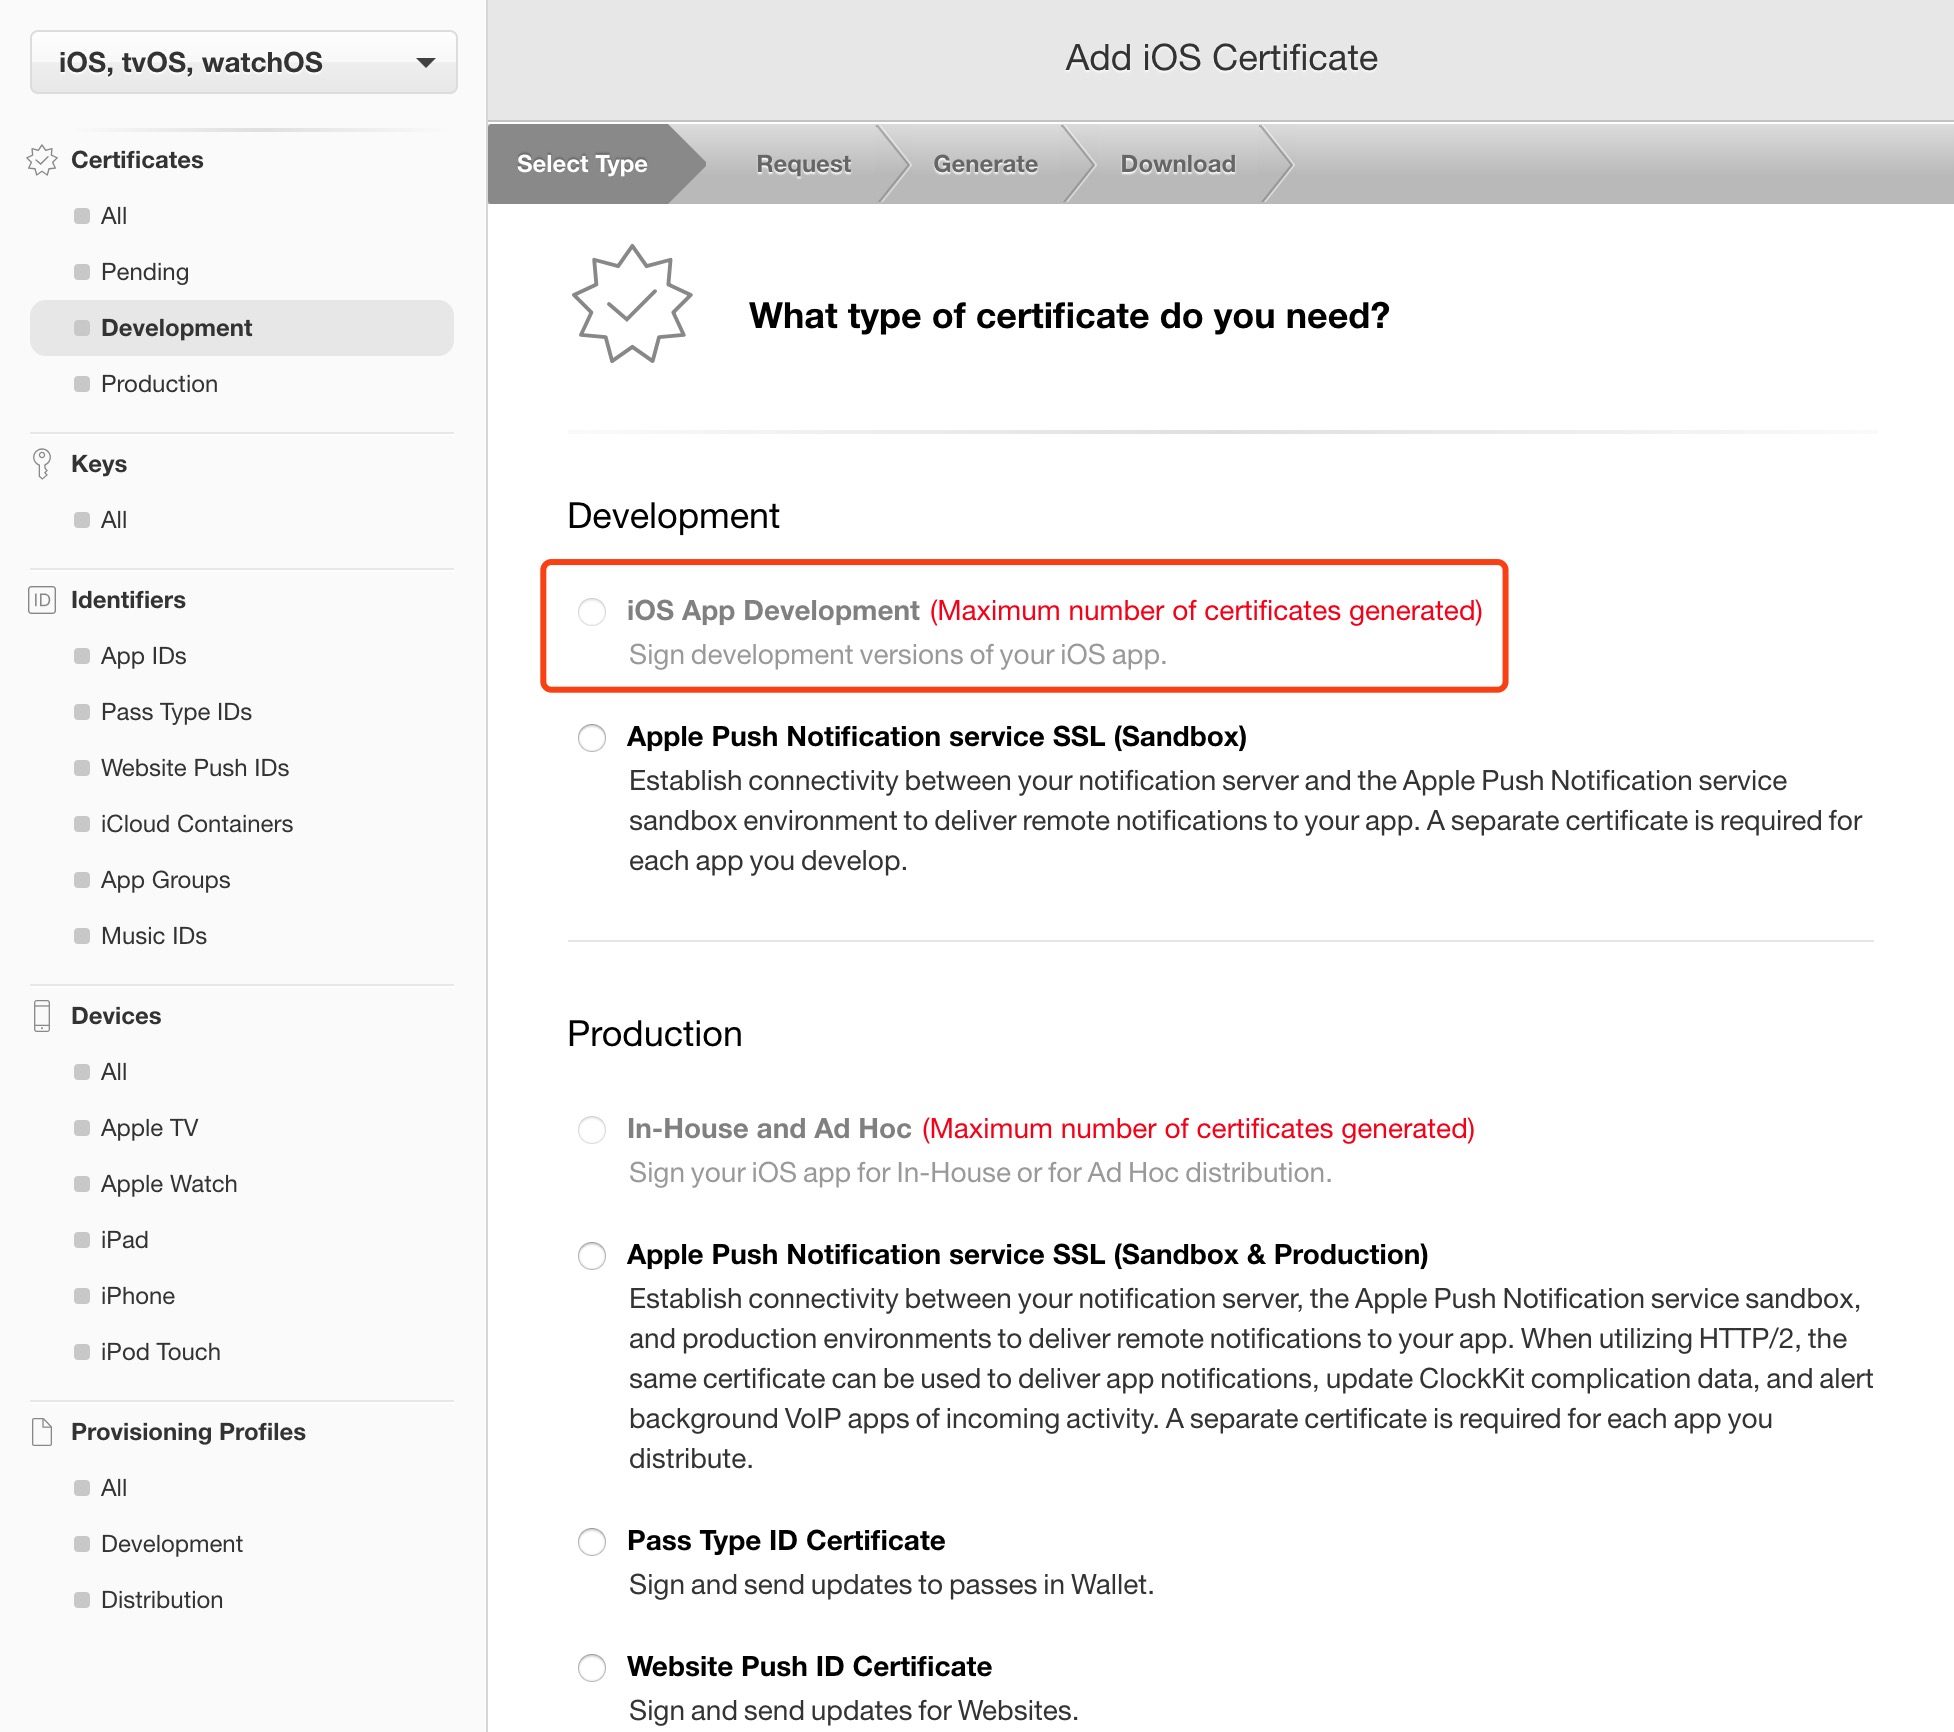 iOS, tvOS, watchOS
Certificates
All
Pending
Development
Production
Keys
All
ID
Identifiers
App IDs
Pass Type IDs
Website Push IDs
iCloud Containers
App Groups
Music IDs
Devices
All
Apple TV
Apple Watch
iPad
iPhone
iPod Touch
Provisioning Profiles
All
Development
Distribution
Add iOS Certificate
Select Type
Request
Generate
Download
What type of certificate do you need?
Development
iOS App Development (Maximum number of certificates generated)
Sign development versions of your iOS app.
Apple Push Notification service SSL (Sandbox)
Establish connectivity between your notification server and the Apple Push Notification service
sandbox environment to deliver remote notifications to your app. A separate certificate is required for
each app you develop.
Production
In-House and Ad Hoc (Maximum number of certificates generated)
Sign your iOS app for In-House or for Ad Hoc distribution.
Apple Push Notification service SSL (Sandbox & Production)
Establish connectivity between your notification server, the Apple Push Notification service sandbox,
and production environments to deliver remote notifications to your app. When utilizing HTTP/2, the
same certificate can be used to deliver app notifications, update ClockKit complication data, and alert
background VoIP apps of incoming activity. A separate certificate is required for each app you
distribute.
Pass Type ID Certificate
Sign and send updates to passes in Wallet.
Website Push ID Certificate
Sign and send updates for Websites.